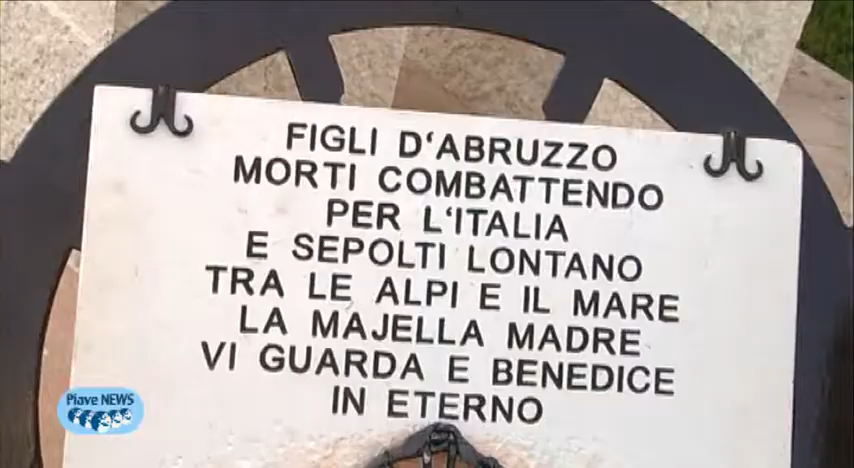 FIGLI D‘ABRUZZO
MORTI COMBATTENDO
PER L‘ITALIA
E SEPOLTI LONTANO
TRA LE ALPI E IL MARE
LA MAJELLA MADRE
VI GUARDA E BENEDICE
IN ETERNO
Piave NEWS